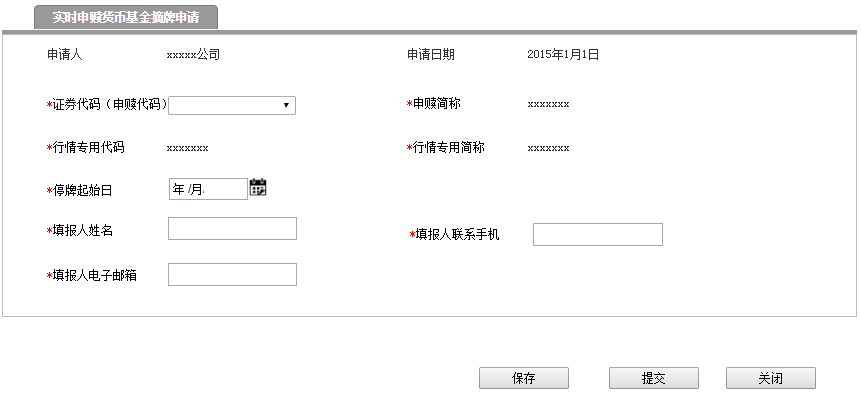 实时申赎货币基金摘牌申请
申请人 xxxxx公司 申请日期 2015年1月1日
*证券代码（申赎代码） *申赎简称 xxxxxxx
*行情专用代码 xxxxxxx *行情专用简称 xxxxxxx
*停牌起始日 年 /月.
*填报人姓名 *填报人联系手机
*填报人电子邮箱
保存 提交 关闭